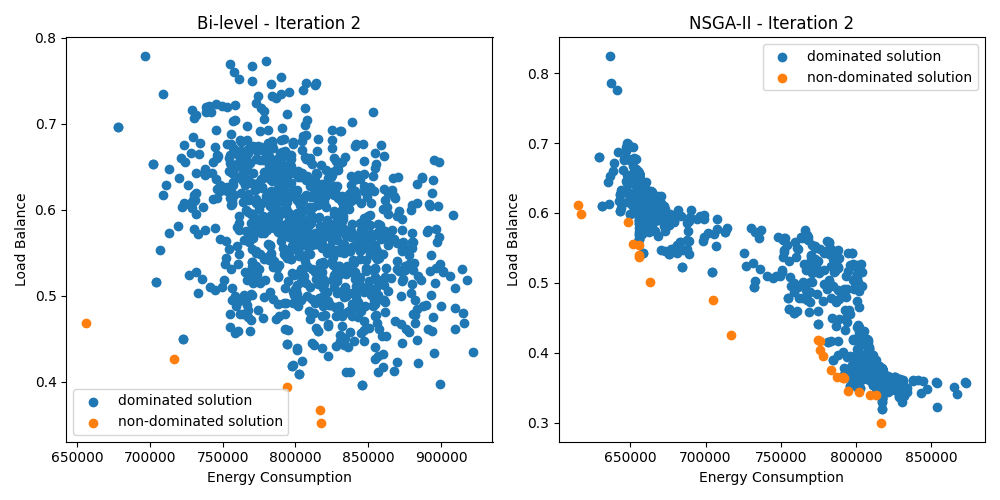 Bi-level - Iteration 2
Load Balance
0.8
0.7
0.6
0.5
0.4
dominated solution
non-dominated solution
650000 700000 750000 800000 850000 900000
Energy Consumption
NSGA-II - Iteration 2
Load Balance
0.8
0.7
0.6
0.5
0.4
0.3
dominated solution
non-dominated solution
650000 700000 750000 800000 850000
Energy Consumption